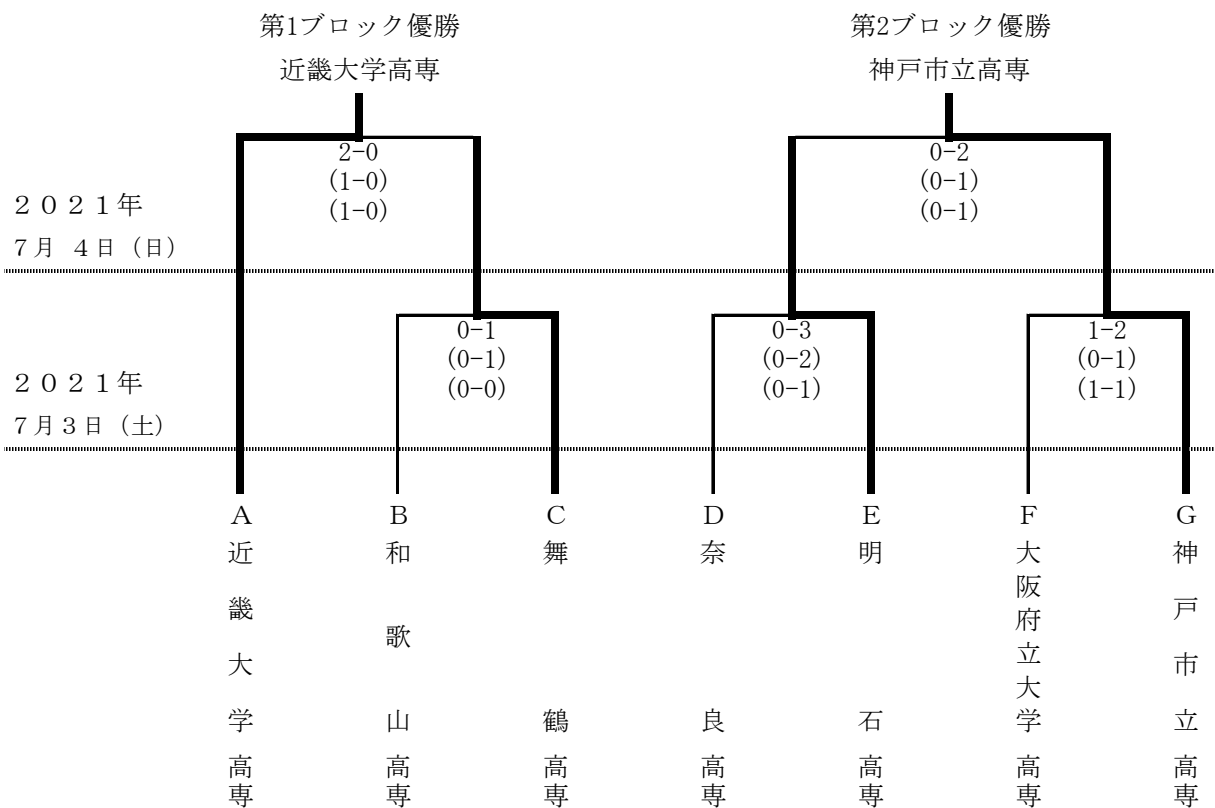 第1ブロック優勝
近畿大学高専
第2ブロック優勝
神戸市立高専
2-0
(1-0)
(1-0)
0-2
(0-1)
(0-1)
２０２１年
７月 ４日（日）
0-1
(0-1)
(0-0)
0-3
(0-2)
(0-1)
1-2
(0-1)
(1-1)
２０２１年
７月３日（土）
A
近畿大学高専
B
和歌山高専
C
舞鶴高専
D
奈良高専
E
明石高専
F
大阪府立大学高専
G
神戸市立高専